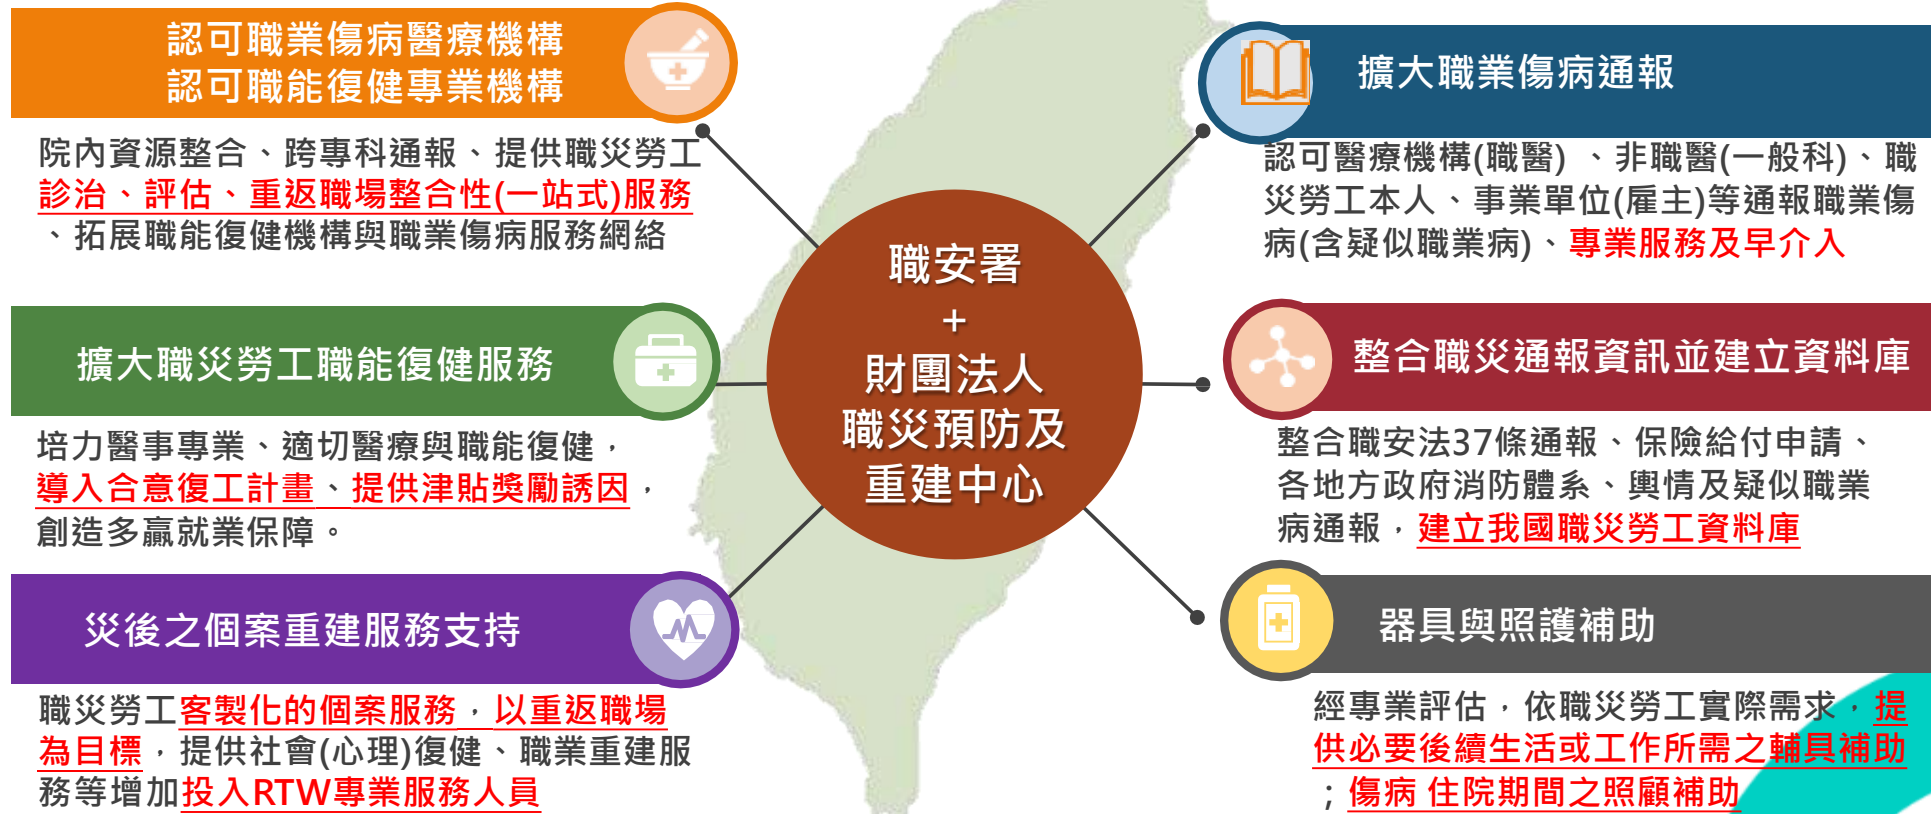 認可職業傷病醫療機構
認可職能復健專業機構
院內資源整合、跨專科通報、提供職災勞工
診治、評估、重返職場整合性(一站式)服務
、拓展職能復健機構與職業傷病服務網絡
擴大職災勞工職能復健服務
培力醫事專業、適切醫療與職能復健，
導入合意復工計畫、提供津貼獎勵誘因，
創造多贏就業保障。
災後之個案重建服務支持
職災勞工客製化的個案服務，以重返職場
為目標，提供社會(心理)復健、職業重建服
務等增加投入RTW專業服務人員
職安署
+
財團法人
職災預防及
重建中心
擴大職業傷病通報
認可醫療機構(職醫) 、非職醫(一般科)、職
災勞工本人、事業單位(雇主)等通報職業傷
病(含疑似職業病)、專業服務及早介入
整合職災通報資訊並建立資料庫
整合職安法37條通報、保險給付申請、
各地方政府消防體系、輿情及疑似職業
病通報，建立我國職災勞工資料庫
器具與照護補助
經專業評估，依職災勞工實際需求，提
供必要後續生活或工作所需之輔具補助
；傷病 住院期間之照顧補助